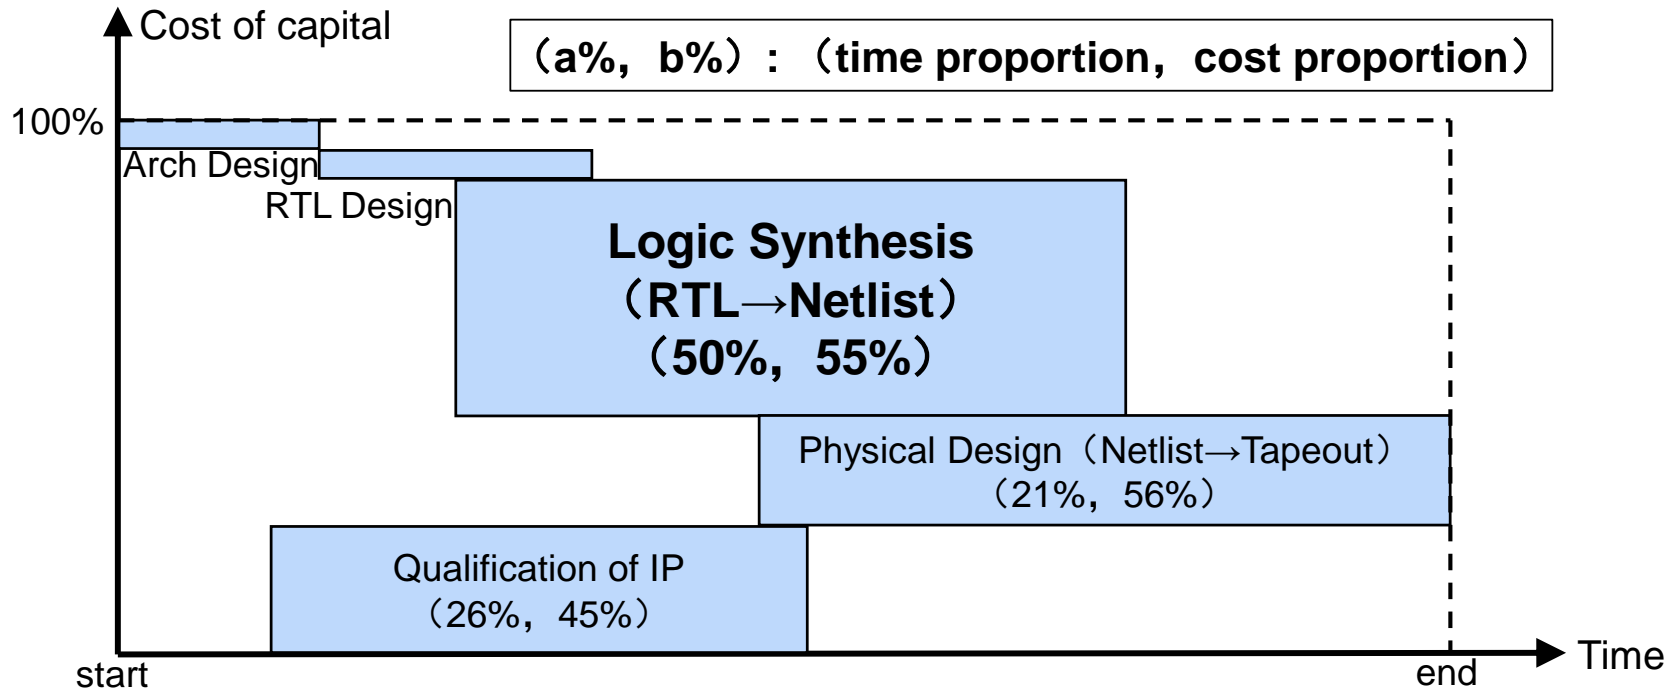 Cost of capital
（a%，b%）：（time proportion，cost proportion）
100%
Arch Design
RTL Design
Logic Synthesis
（RTL→Netlist）
（50%，55%）
Physical Design（Netlist→Tapeout）
（21%，56%）
Qualification of IP
（26%，45%）
start
end
Time